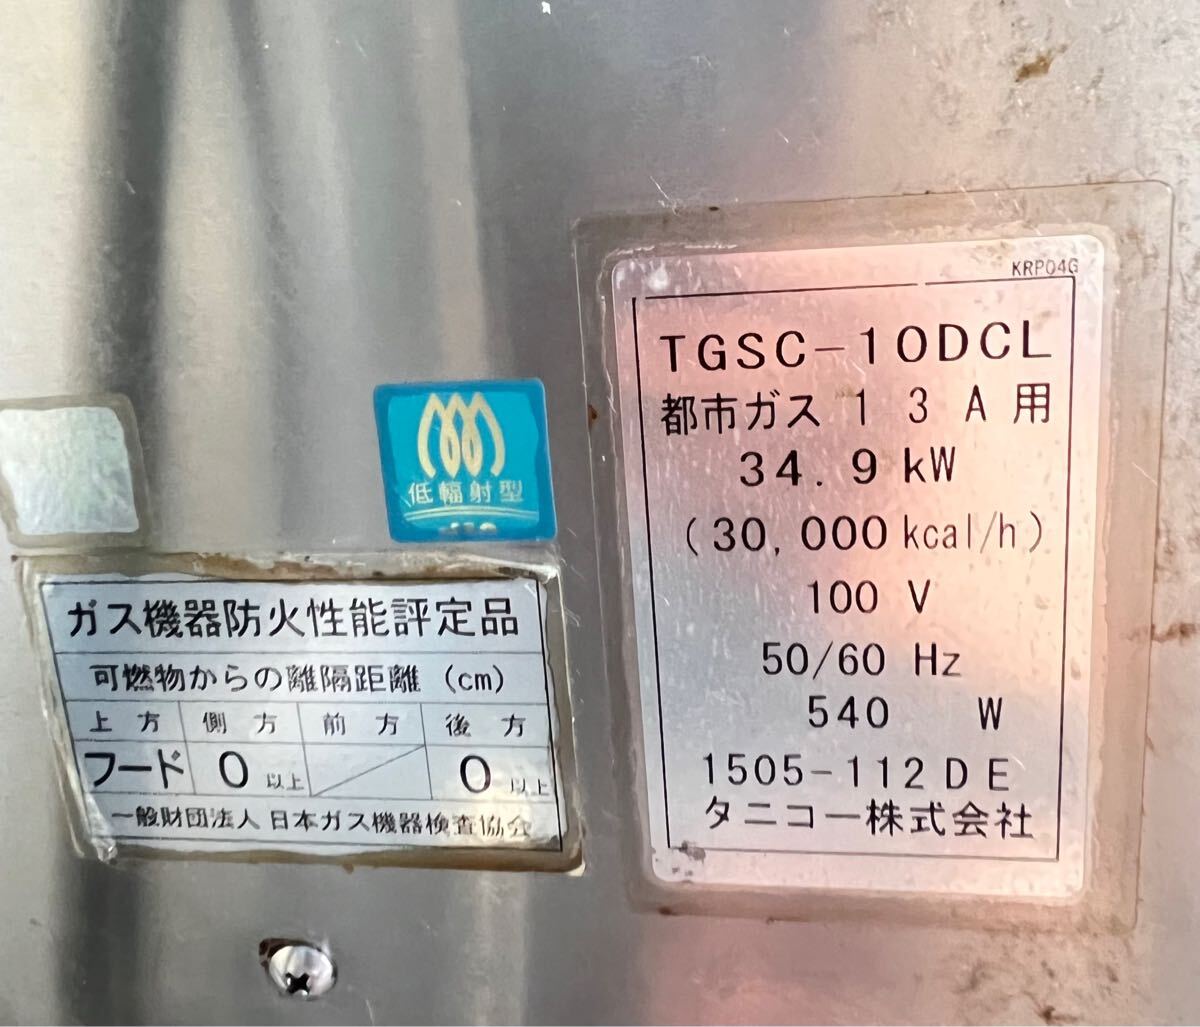 低輻射型
ガス機器防火性能評定品
可燃物からの離隔距離 (cm)
上方 側方 前方 後方
フード 0 以上 0 以上
一般財団法人 日本ガス機器検査協会
KRP04G
TGSC-10DCL
都市ガス 13A用
34.9 kW
(30,000 kcal/h)
100 V
50/60 Hz
540 W
1505-112DE
タニコー株式会社